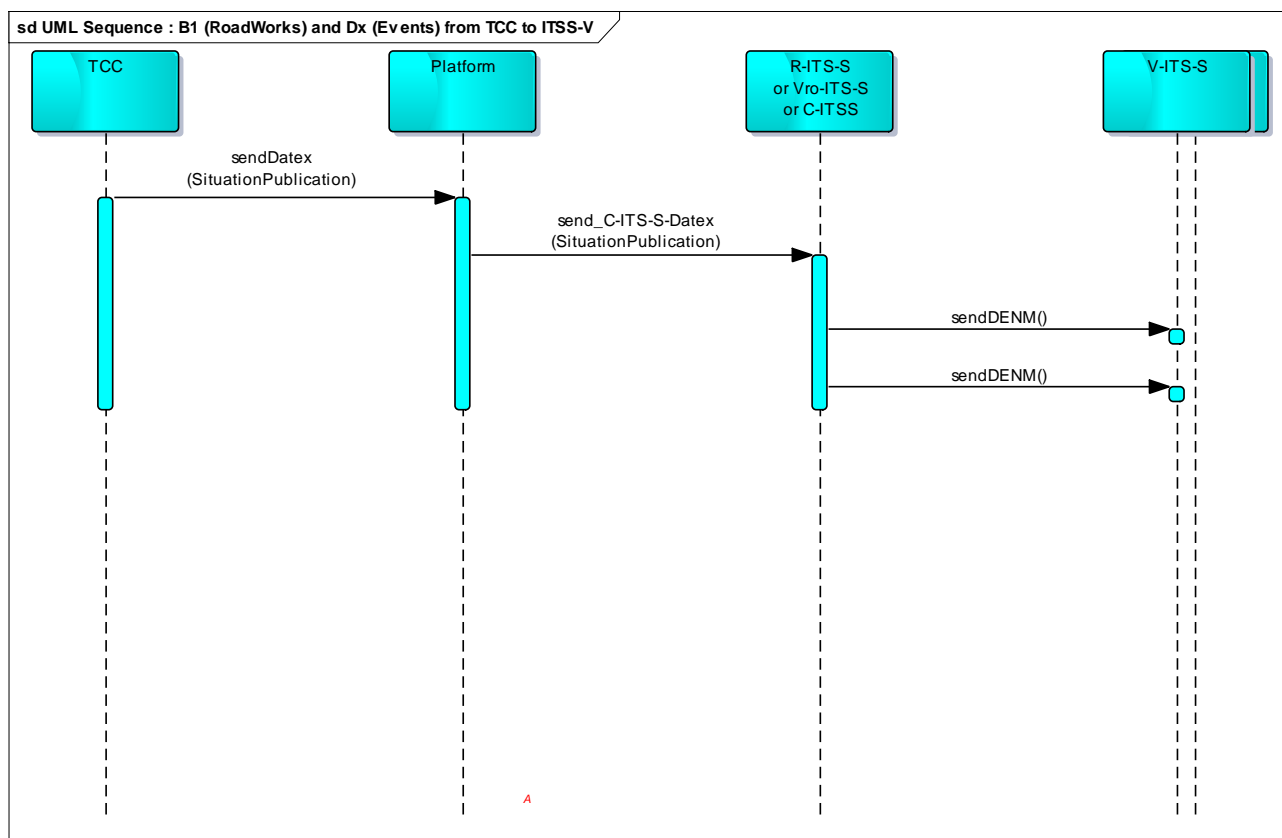 sd UML Sequence : B1 (RoadWorks) and Dx (Events) from TCC to ITSS-V
TCC
Platform
R-ITS-S
or Vro-ITS-S
or C-ITSS
V-ITS-S
sendDatex
(SituationPublication)
send_C-ITS-S-Datex
(SituationPublication)
sendDENM()
sendDENM()
A